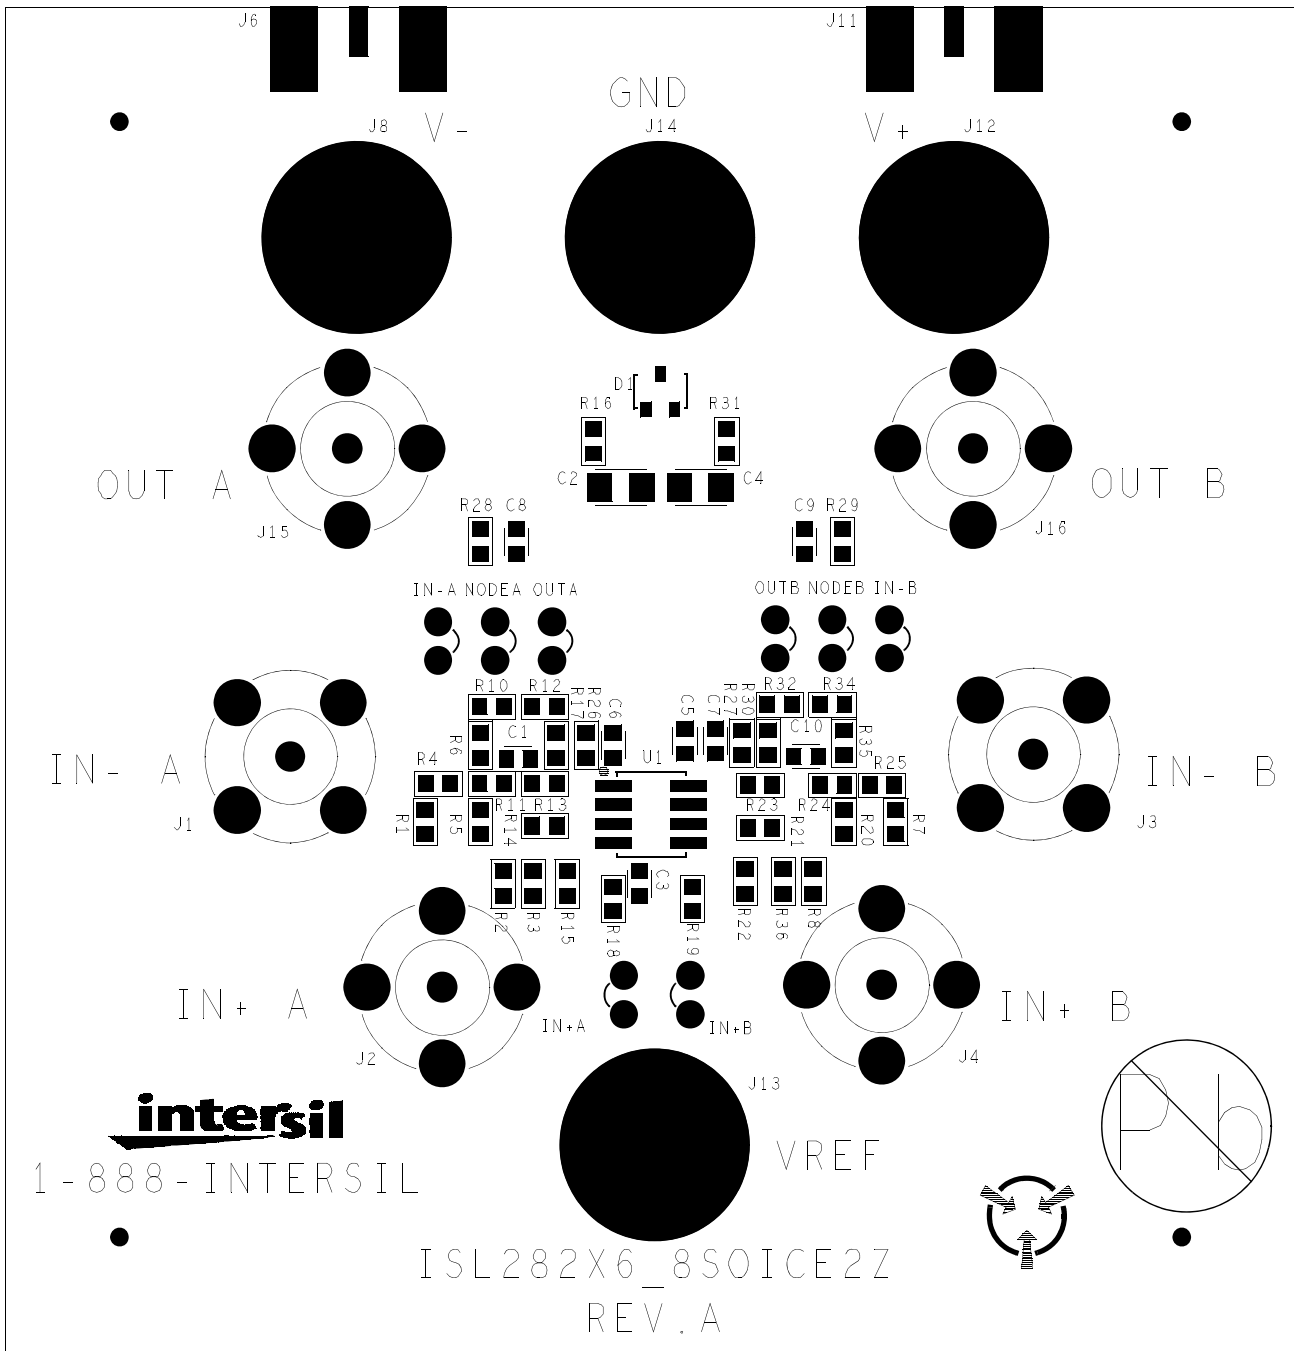 J6
J11
GND
J8
V -
J14
V +
J12
D1
R16
R31
C2
C4
OUT A
OUT B
J15
J16
R28
C8
C9
R29
IN-A NODEA OUTA
OUTB NODEB IN-B
R10
R12
R17
R26
C6
C5
C7
R27
R30
R32
R34
R6
C1
C10
R35
U1
R4
R25
IN- A
IN- B
R11
R13
R23
R24
J1
R1
R5
R14
R21
R20
R7
J3
C3
R2
R3
R15
R18
R19
R22
R36
R8
IN+ A
IN+ B
IN+A
IN+B
J2
J4
J13
Pb
intersil
VREF
1-888-INTERSIL
ISL282X6_8SOICE2Z
REV.A